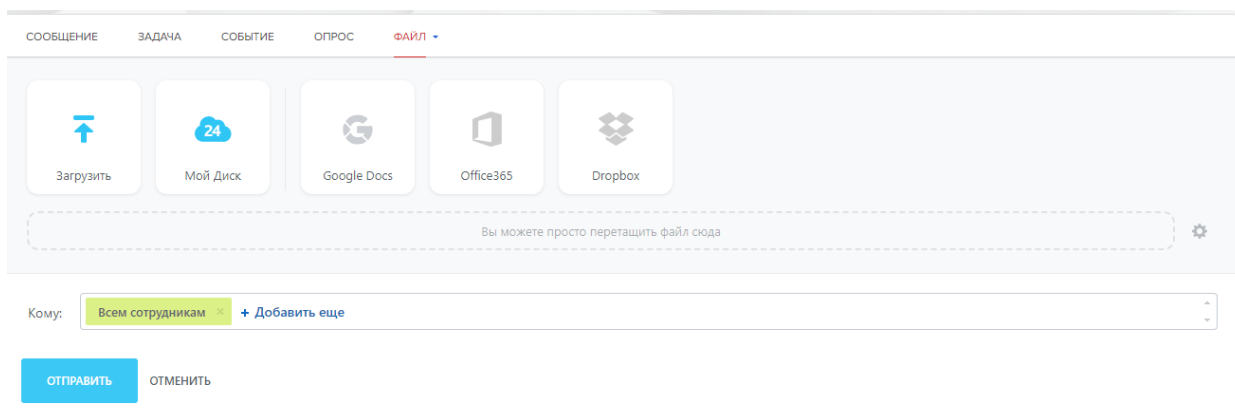 СООБЩЕНИЕ ЗАДАЧА СОБЫТИЕ ОПРОС ФАЙЛ
24
Загрузить Мой Диск Google Docs Office365 Dropbox
Вы можете просто перетащить файл сюда
Кому: Всем сотрудникам × + Добавить еще
ОТПРАВИТЬ ОТМЕНИТЬ